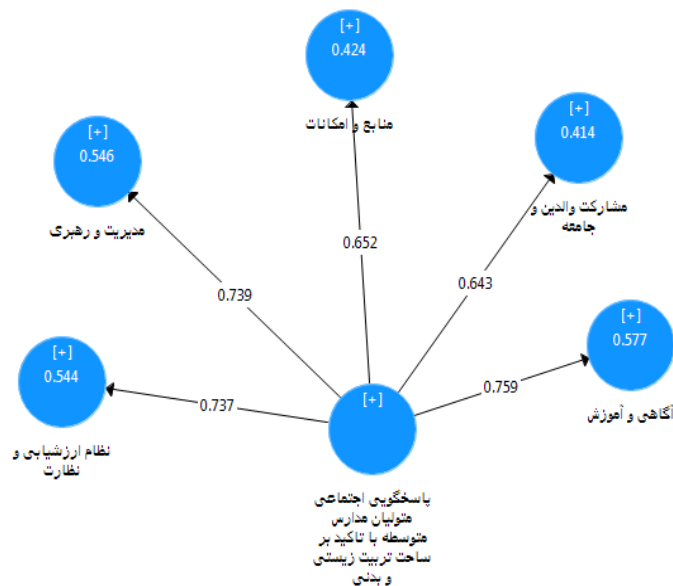 [+]
0.424
منابع و امکانات
[+]
0.546
مدیریت و رهبری
[+]
0.414
مشارکت والدین و
جامعه
0.652
0.739
0.643
[+]
0.577
آگاهی و آموزش
[+]
0.544
نظام ارزشیابی و
نظارت
0.737
0.759
[+]
پاسخگویی اجتماعی
متولیان مدارس
متوسطه با تاکید بر
ساحت تربیت زیستی
و بدنی